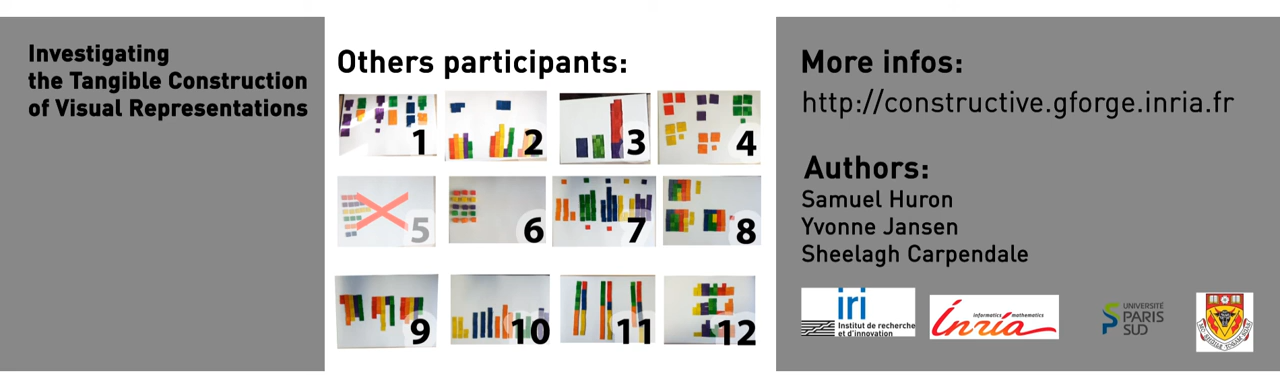 Investigating
the Tangible Construction
of Visual Representations
Others participants:
1
2
3
4
5
6
7
8
9
10
11
12
More infos:
http://constructive.gforge.inria.fr
Authors:
Samuel Huron
Yvonne Jansen
Sheelagh Carpendale
iri
Institut de recherche
et d'innovation
informatics mathematics
inria
UNIVERSITÉ
PARIS
SUD